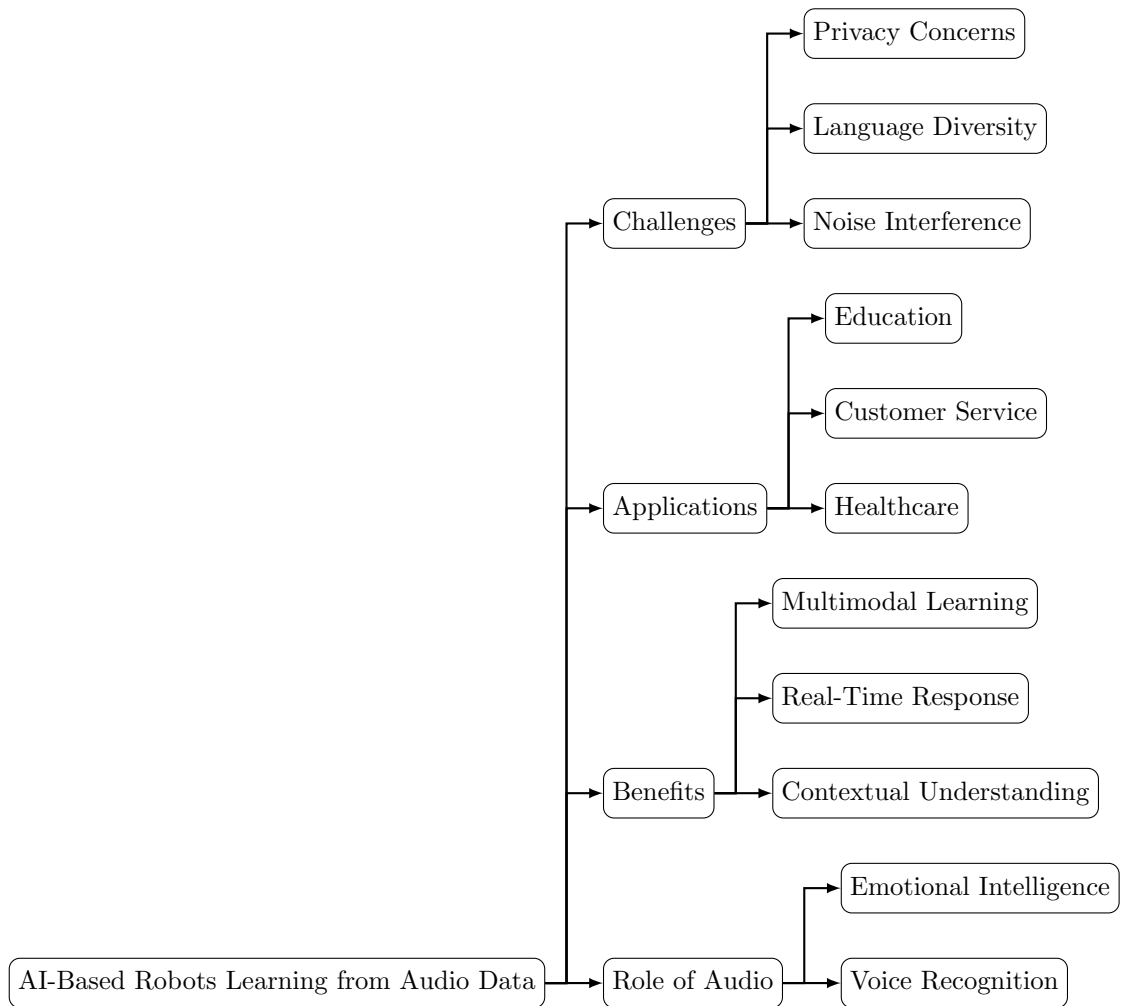 Privacy Concerns
Language Diversity
Challenges
Noise Interference
Education
Customer Service
Applications
Healthcare
Multimodal Learning
Real-Time Response
Benefits
Contextual Understanding
Emotional Intelligence
AI-Based Robots Learning from Audio Data
Role of Audio
Voice Recognition